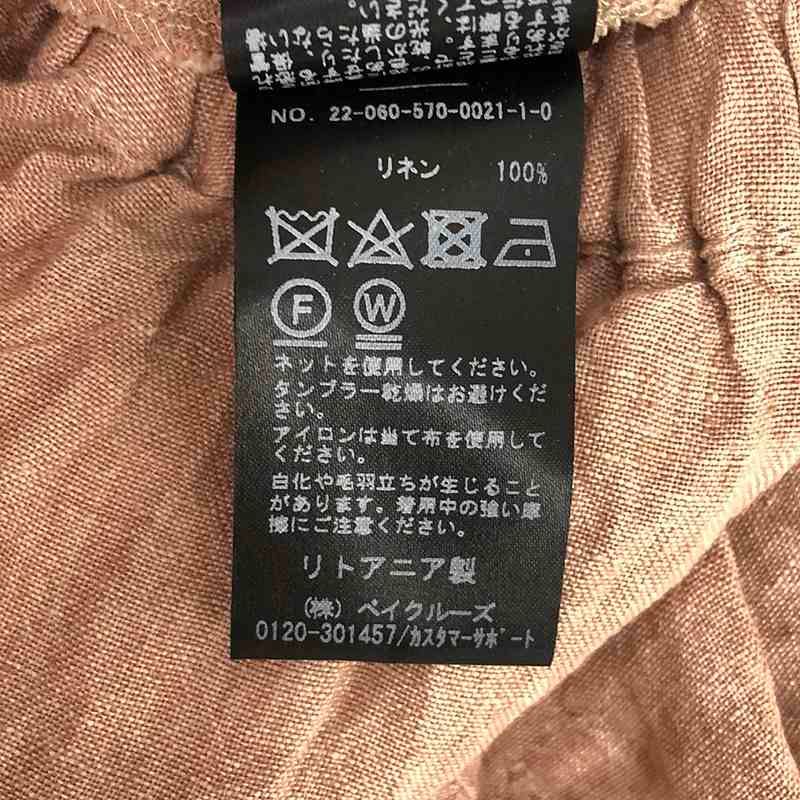 NO. 22-060-570-0021-1-0
リネン 100%
F W
ネットを使用してください。
タンブラー乾燥はお避けくだ
さい。
アイロンは当て布を使用して
ください。
白化や毛羽立ちが生じること
があります。着用中の強い摩
擦にご注意ください。
リトアニア製
(株) ベイクルーズ
0120-301457/カスタマーサポート